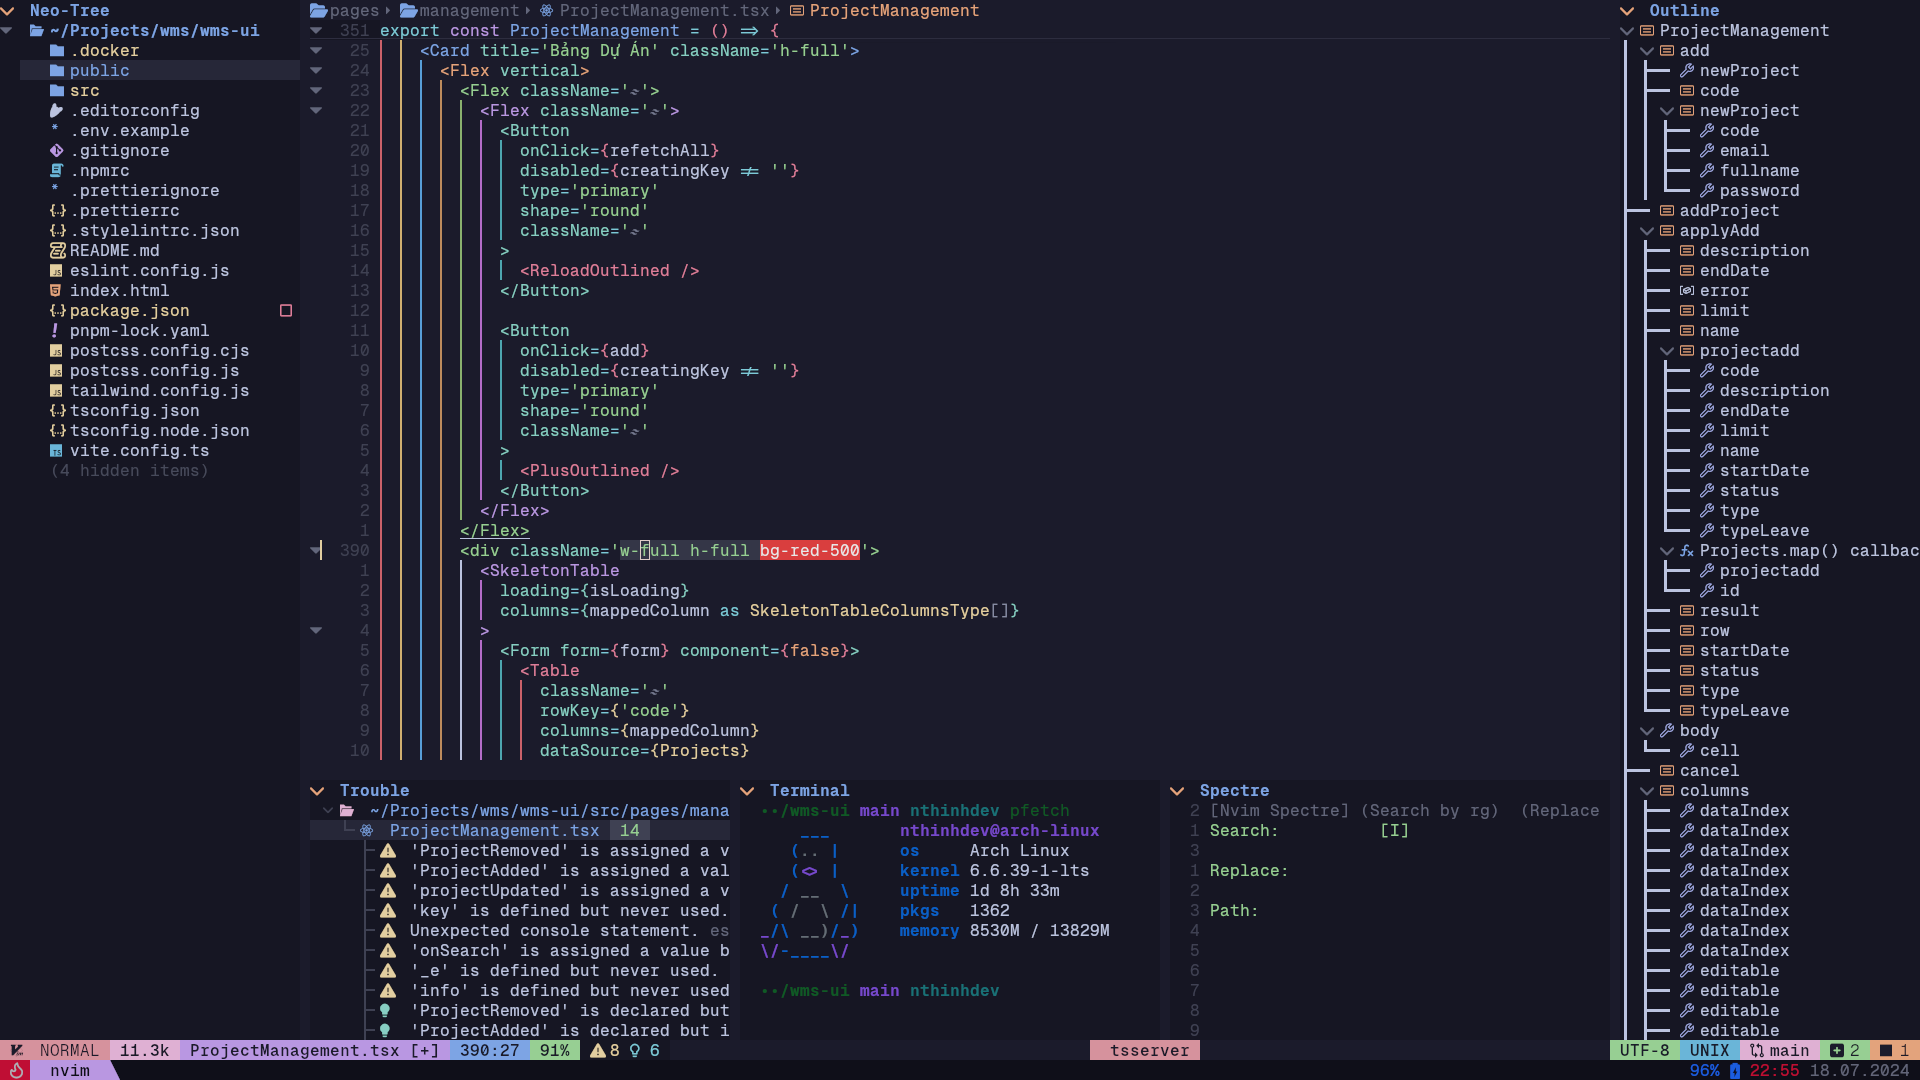 Neo-Tree
~/Projects/wms/wms-ui
.docker
public
src
.editorconfig
.env.example
.gitignore
.npmrc
.prettierignore
.prettierrc
.stylelintrc.json
README.md
eslint.config.js
index.html
package.json
pnpm-lock.yaml
postcss.config.cjs
postcss.config.js
tailwind.config.js
tsconfig.json
tsconfig.node.json
vite.config.ts
(4 hidden items)
pages › management › ProjectManagement.tsx › ProjectManagement
351 export const ProjectManagement = () => {
25 <Card title='Bảng Dự Án' className='h-full'>
24 <Flex vertical>
23 <Flex className=''>
22 <Flex className=''>
21 <Button
20 onClick={refetchAll}
19 disabled={creatingKey != ''}
18 type='primary'
17 shape='round'
16 className=''
15 >
14 <ReloadOutlined />
13 </Button>
12
11 <Button
10 onClick={add}
9 disabled={creatingKey != ''}
8 type='primary'
7 shape='round'
6 className=''
5 >
4 <PlusOutlined />
3 </Button>
2 </Flex>
1 </Flex>
390 <div className='w-full h-full bg-red-500'>
1 <SkeletonTable
2 loading={isLoading}
3 columns={mappedColumn as SkeletonTableColumnsType[]}
4 >
5 <Form form={form} component={false}>
6 <Table
7 className=''
8 rowKey={'code'}
9 columns={mappedColumn}
10 dataSource={Projects}
Outline
ProjectManagement
add
newProject
code
newProject
code
email
fullname
password
addProject
applyAdd
description
endDate
error
limit
name
projectadd
code
description
endDate
limit
name
startDate
status
type
typeLeave
Projects.map() callbac
projectadd
id
result
row
startDate
status
type
typeLeave
body
cell
cancel
columns
dataIndex
dataIndex
dataIndex
dataIndex
dataIndex
dataIndex
dataIndex
dataIndex
editable
editable
editable
editable
Trouble
~/Projects/wms/wms-ui/src/pages/mana
ProjectManagement.tsx 14
'ProjectRemoved' is assigned a v
'ProjectAdded' is assigned a val
'projectUpdated' is assigned a v
'key' is defined but never used.
Unexpected console statement. es
'onSearch' is assigned a value b
'_e' is defined but never used.
'info' is defined but never used
'ProjectRemoved' is declared but
'ProjectAdded' is declared but i
Terminal
··/wms-ui main nthinhdev pfetch
nthinhdev@arch-linux
os Arch Linux
kernel 6.6.39-1-lts
uptime 1d 8h 33m
pkgs 1362
memory 8530M / 13829M
··/wms-ui main nthinhdev
Spectre
2 [Nvim Spectre] (Search by rg) (Replace
1 Search: [I]
3
1 Replace:
2
3 Path:
4
5
6
7
8
9
NORMAL 11.3k ProjectManagement.tsx [+] 390:27 91% 8 6 tsserver UTF-8 UNIX main 2 1
nvim 96% 22:55 18.07.2024